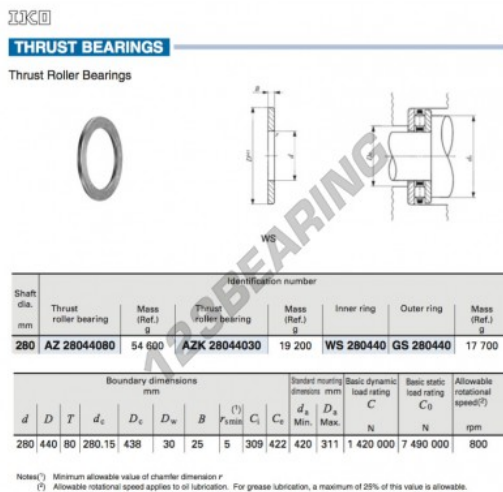 IKO
THRUST BEARINGS
Thrust Roller Bearings
B
r
D
d
Da
da
WS
123BEARING
Identification number
Shaft dia. mm Thrust roller bearing Mass (Ref.) g Thrust roller bearing Mass (Ref.) g Inner ring Outer ring Mass (Ref.) g
280 AZ 28044080 54 600 AZK 28044030 19 200 WS 280440 GS 280440 17 700
Boundary dimensions mm Standard mounting dimensions mm Basic dynamic load rating Basic static load rating Allowable rotational speed(²)
d D T dc Dc Dw B rs min(¹) Ci Ce da Min. Da Max. C N C0 N rpm
280 440 80 280.15 438 30 25 5 309 422 420 311 1 420 000 7 490 000 800
Notes(¹) Minimum allowable value of chamfer dimension r
(²) Allowable rotational speed applies to oil lubrication. For grease lubrication, a maximum of 25% of this value is allowable.